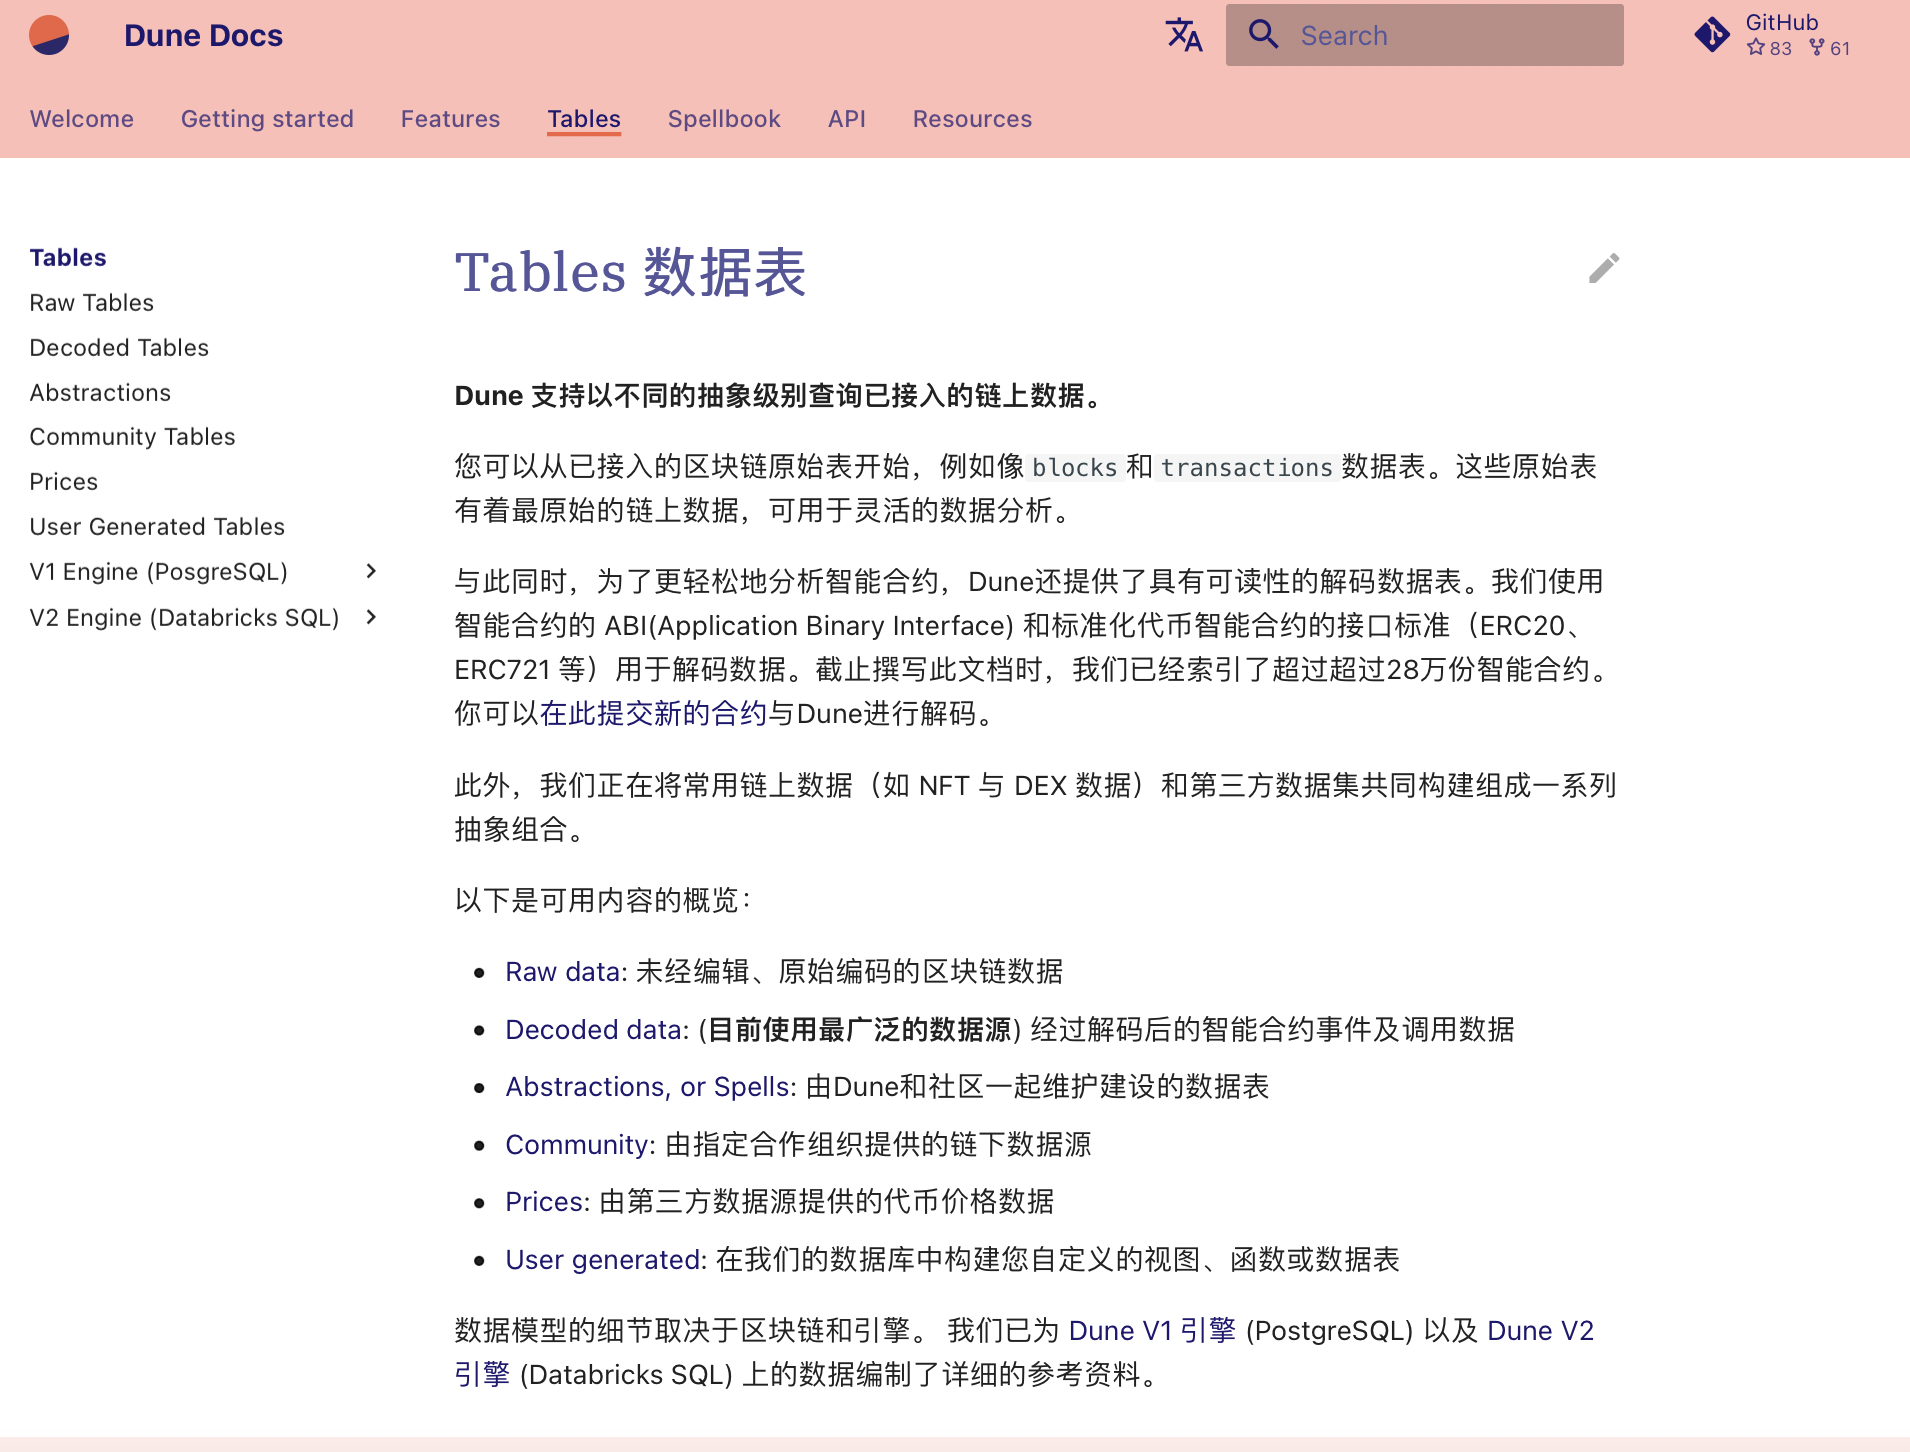 Dune Docs
Search
GitHub
83 61
Welcome Getting started Features Tables Spellbook API Resources
Tables
Raw Tables
Decoded Tables
Abstractions
Community Tables
Prices
User Generated Tables
V1 Engine (PosgreSQL)
V2 Engine (Databricks SQL)
Tables 数据表
Dune 支持以不同的抽象级别查询已接入的链上数据。
您可以从已接入的区块链原始表开始，例如像 blocks 和 transactions 数据表。这些原始表
有着最原始的链上数据，可用于灵活的数据分析。
与此同时，为了更轻松地分析智能合约，Dune还提供了具有可读性的解码数据表。我们使用
智能合约的 ABI(Application Binary Interface) 和标准化代币智能合约的接口标准（ERC20、
ERC721 等）用于解码数据。截止撰写此文档时，我们已经索引了超过超过28万份智能合约。
你可以在此提交新的合约与Dune进行解码。
此外，我们正在将常用链上数据（如 NFT 与 DEX 数据）和第三方数据集共同构建组成一系列
抽象组合。
以下是可用内容的概览：
• Raw data: 未经编辑、原始编码的区块链数据
• Decoded data: (目前使用最广泛的数据源) 经过解码后的智能合约事件及调用数据
• Abstractions, or Spells: 由Dune和社区一起维护建设的数据表
• Community: 由指定合作组织提供的链下数据源
• Prices: 由第三方数据源提供的代币价格数据
• User generated: 在我们的数据库中构建您自定义的视图、函数或数据表
数据模型的细节取决于区块链和引擎。 我们已为 Dune V1 引擎 (PostgreSQL) 以及 Dune V2
引擎 (Databricks SQL) 上的数据编制了详细的参考资料。